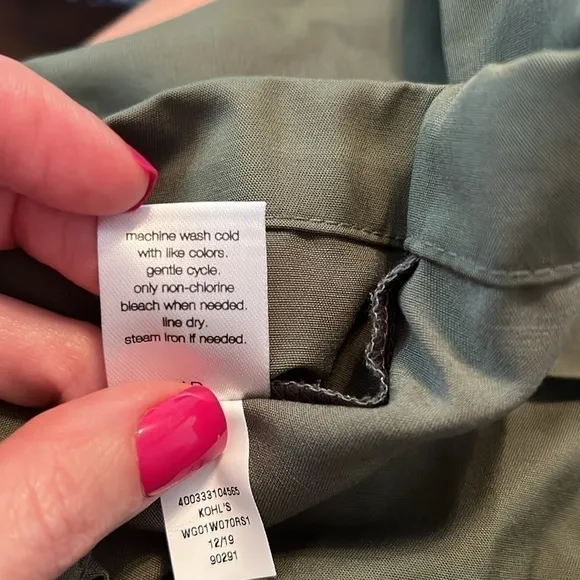 machine wash cold
with like colors.
gentle cycle.
only non-chlorine
bleach when needed.
line dry.
steam iron if needed.
400333104565
KOHL'S
WG01W070RS1
12/19
90291